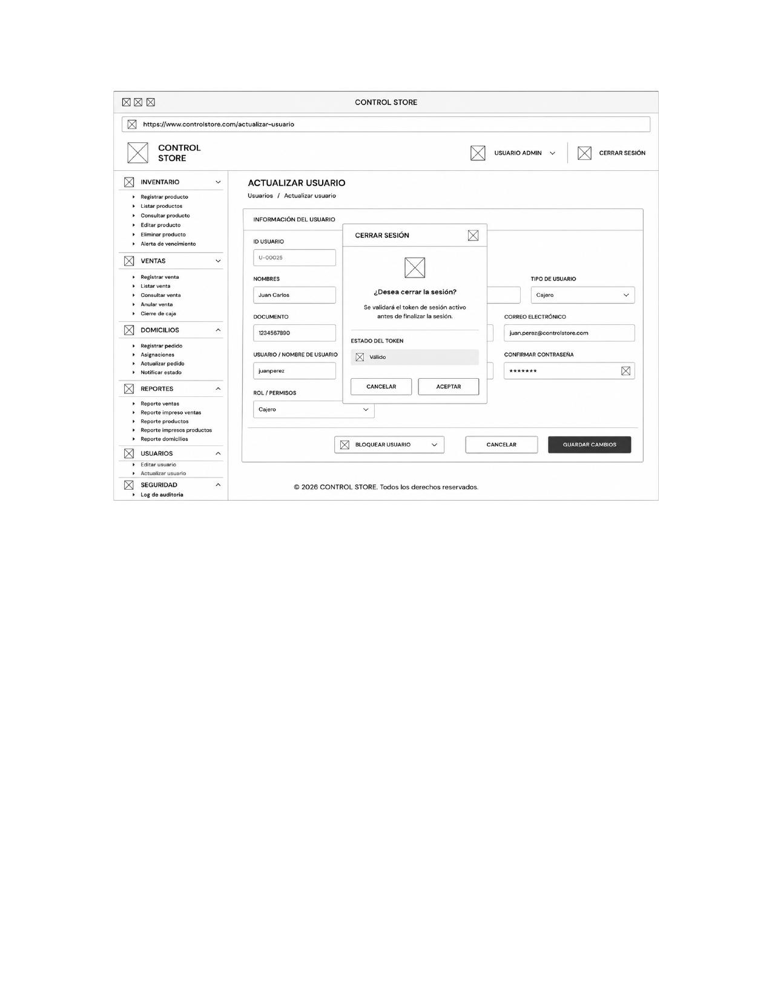 CONTROL STORE
https://www.controlstore.com/actualizar-usuario
CONTROL
STORE
USUARIO ADMIN
CERRAR SESIÓN
INVENTARIO
Registrar producto
Listar productos
Consultar producto
Editar producto
Eliminar producto
Alerta de vencimiento
VENTAS
Registrar venta
Listar venta
Consultar venta
Anular venta
Cierre de caja
DOMICILIOS
Registrar pedido
Asignaciones
Actualizar pedido
Notificar estado
REPORTES
Reporte ventas
Reporte impreso ventas
Reporte productos
Reporte impresos productos
Reporte domicilios
USUARIOS
Editar usuario
Actualizar usuario
SEGURIDAD
Log de auditoria
ACTUALIZAR USUARIO
Usuarios / Actualizar usuario
INFORMACIÓN DEL USUARIO
ID USUARIO
U-00025
NOMBRES
Juan Carlos
TIPO DE USUARIO
Cajero
DOCUMENTO
1234567890
CORREO ELECTRÓNICO
juan.perez@controlstore.com
USUARIO / NOMBRE DE USUARIO
juanperez
CONFIRMAR CONTRASEÑA
*******
ROL / PERMISOS
Cajero
CERRAR SESIÓN
¿Desea cerrar la sesión?
Se validará el token de sesión activo
antes de finalizar la sesión.
ESTADO DEL TOKEN
Válido
CANCELAR
ACEPTAR
BLOQUEAR USUARIO
CANCELAR
GUARDAR CAMBIOS
© 2026 CONTROL STORE. Todos los derechos reservados.